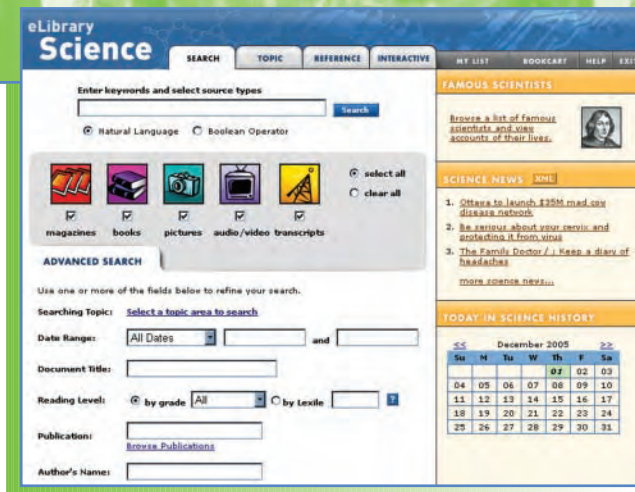 eLibrary
Science
SEARCH
TOPIC
REFERENCE
INTERACTIVE
MY LIST
BOOKCART
HELP
EXI
Enter keywords and select source types
Search
Natural Language
Boolean Operator
select all
clear all
magazines
books
pictures
audio/video
transcripts
ADVANCED SEARCH
Use one or more of the fields below to refine your search.
Searching Topic: Select a topic area to search
Date Range: All Dates and
Document Title:
Reading Level: by grade All by Lexile ?
Publication:
Browse Publications
Author's Name:
FAMOUS SCIENTISTS
Browse a list of famous
scientists and view
accounts of their lives.
SCIENCE NEWS XML
1. Ottawa to launch $35M mad cow
disease network
2. Be serious about your cervix and
protecting it from virus
3. The Family Doctor / ; Keep a diary of
headaches
more science news...
TODAY IN SCIENCE HISTORY
<< December 2005 >>
Su M Tu W Th F Sa
01 02 03
04 05 06 07 08 09 10
11 12 13 14 15 16 17
18 19 20 21 22 23 24
25 26 27 28 29 30 31